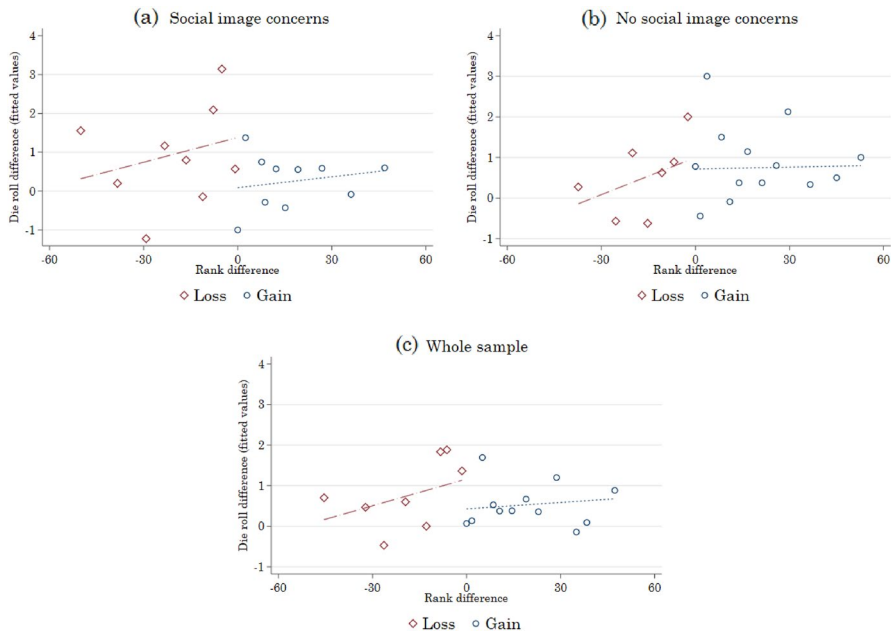 (a) Social image concerns
Die roll difference (fitted values)
4
3
2
1
0
-1
-60 -30 0 30 60
Rank difference
Loss Gain
(b) No social image concerns
Die roll difference (fitted values)
4
3
2
1
0
-1
-60 -30 0 30 60
Rank difference
Loss Gain
(c) Whole sample
Die roll difference (fitted values)
4
3
2
1
0
-1
-60 -30 0 30 60
Rank difference
Loss Gain